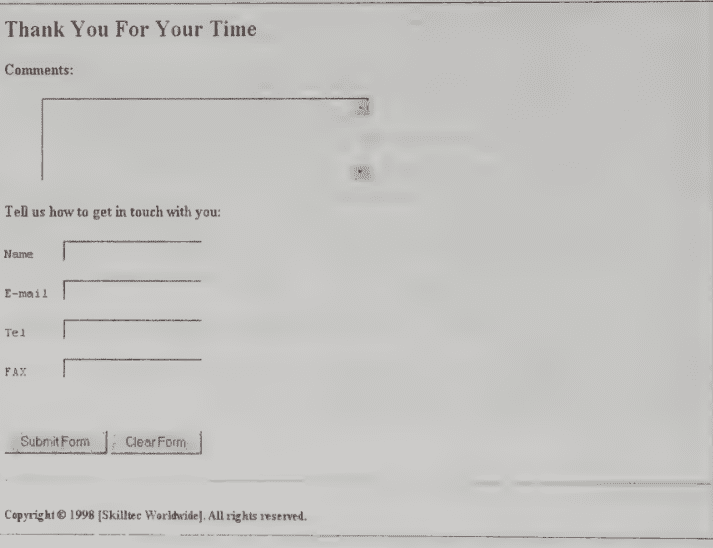 Thank You For Your Time
Comments:
Tell us how to get in touch with you:
Name
E-mail
Tel
FAX
Submit Form Clear Form
Copyright © 1998 [Skilltec Worldwide]. All rights reserved.